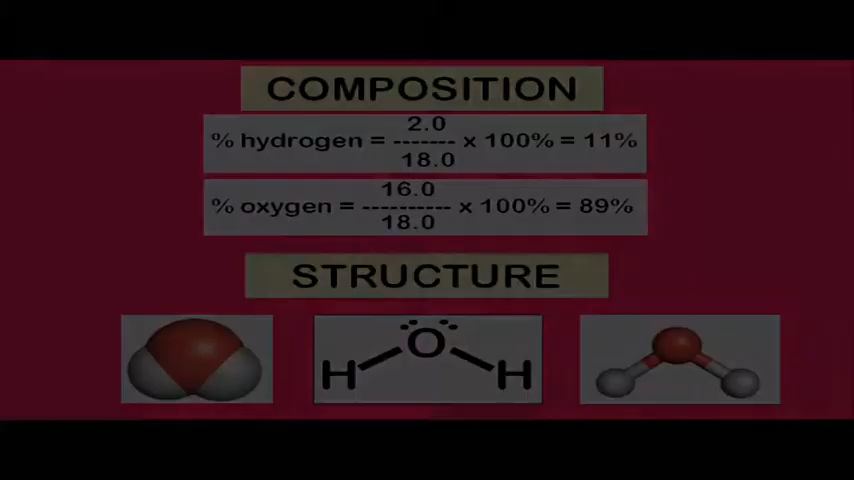 COMPOSITION
2.0
% hydrogen = ------- x 100% = 11%
18.0
16.0
% oxygen = ---------- x 100% = 89%
18.0
STRUCTURE
O
H H